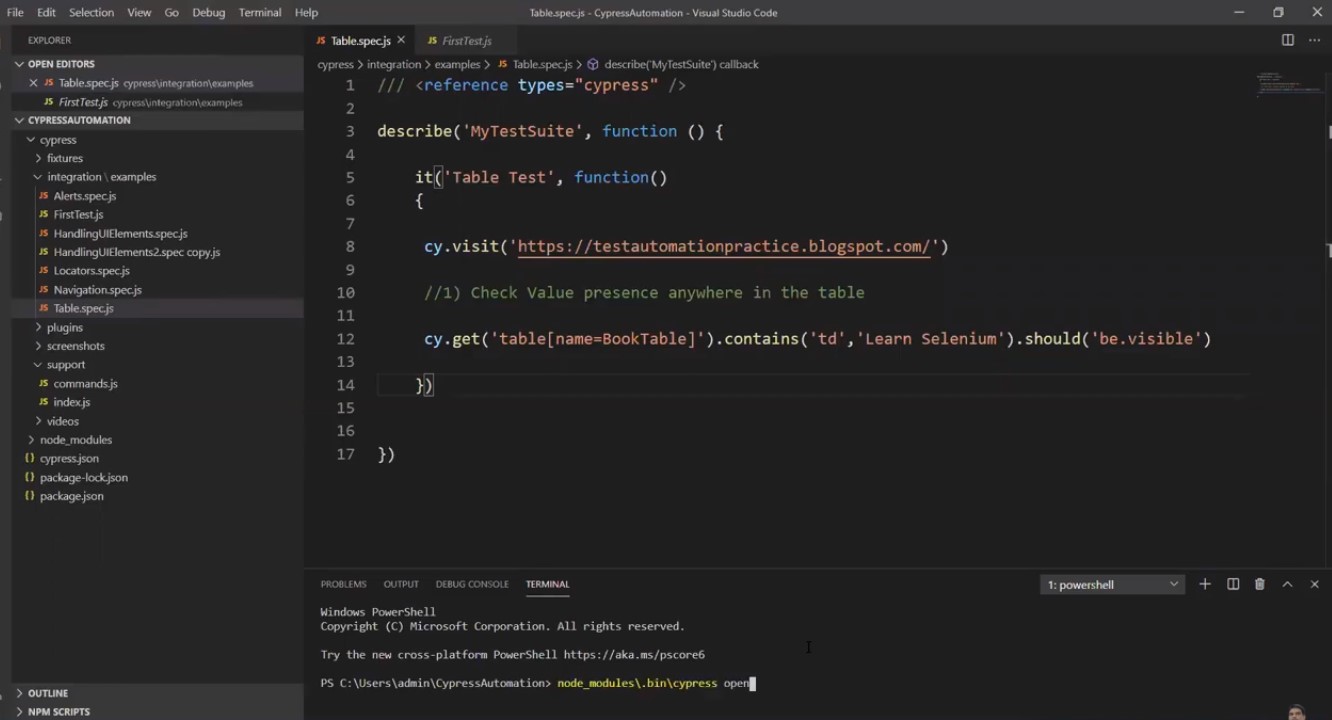 File Edit Selection View Go Debug Terminal Help Table.spec.js - CypressAutomation - Visual Studio Code
EXPLORER
OPEN EDITORS
Table.spec.js cypress\integration\examples
FirstTest.js cypress\integration\examples
CYPRESSAUTOMATION
cypress
fixtures
integration \ examples
JS Alerts.spec.js
JS FirstTest.js
JS HandlingUIElements.spec.js
JS HandlingUIElements2.spec copy.js
JS Locators.spec.js
JS Navigation.spec.js
JS Table.spec.js
plugins
screenshots
support
JS commands.js
JS index.js
videos
node_modules
{} cypress.json
{} package-lock.json
{} package.json
OUTLINE
NPM SCRIPTS
JS Table.spec.js JS FirstTest.js
cypress > integration > examples > JS Table.spec.js > describe('MyTestSuite') callback
1 /// <reference types="cypress" />
2
3 describe('MyTestSuite', function () {
4
5 it('Table Test', function()
6 {
7
8 cy.visit('https://testautomationpractice.blogspot.com/')
9
10 //1) Check Value presence anywhere in the table
11
12 cy.get('table[name=BookTable]').contains('td','Learn Selenium').should('be.visible')
13
14 })
15
16
17 })
PROBLEMS OUTPUT DEBUG CONSOLE TERMINAL 1: powershell
Windows PowerShell
Copyright (C) Microsoft Corporation. All rights reserved.
Try the new cross-platform PowerShell https://aka.ms/pscore6
PS C:\Users\admin\CypressAutomation> node_modules\.bin\cypress open